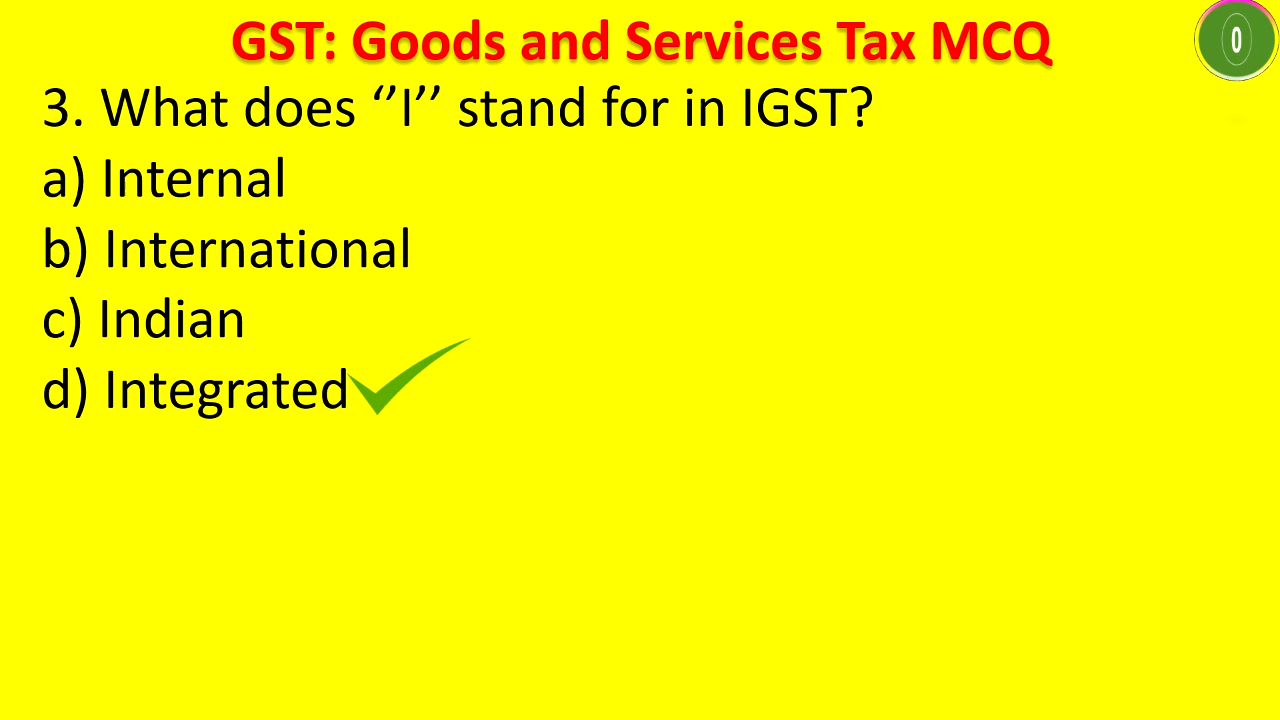 GST: Goods and Services Tax MCQ
0
3. What does ‘’I’’ stand for in IGST?
a) Internal
b) International
c) Indian
d) Integrated